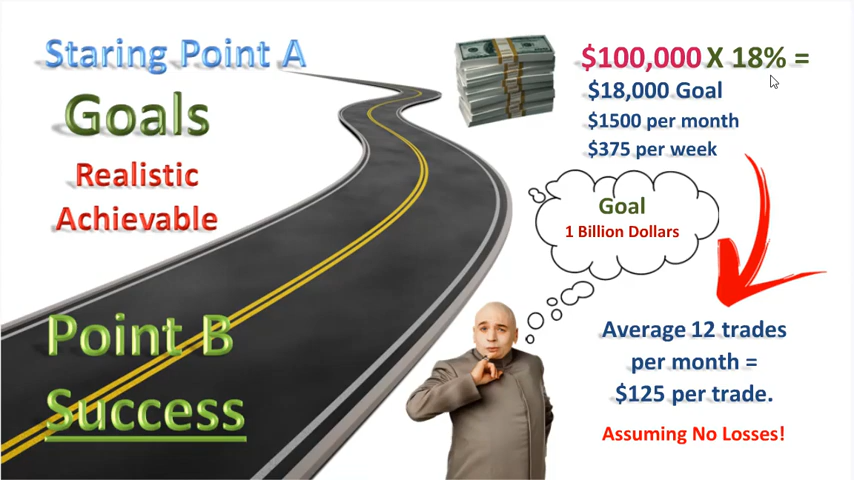 Staring Point A
Goals
Realistic
Achievable
Point B
Success
$100,000 X 18% =
$18,000 Goal
$1500 per month
$375 per week
Goal
1 Billion Dollars
Average 12 trades
per month =
$125 per trade.
Assuming No Losses!